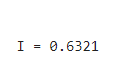 I = 0.6321